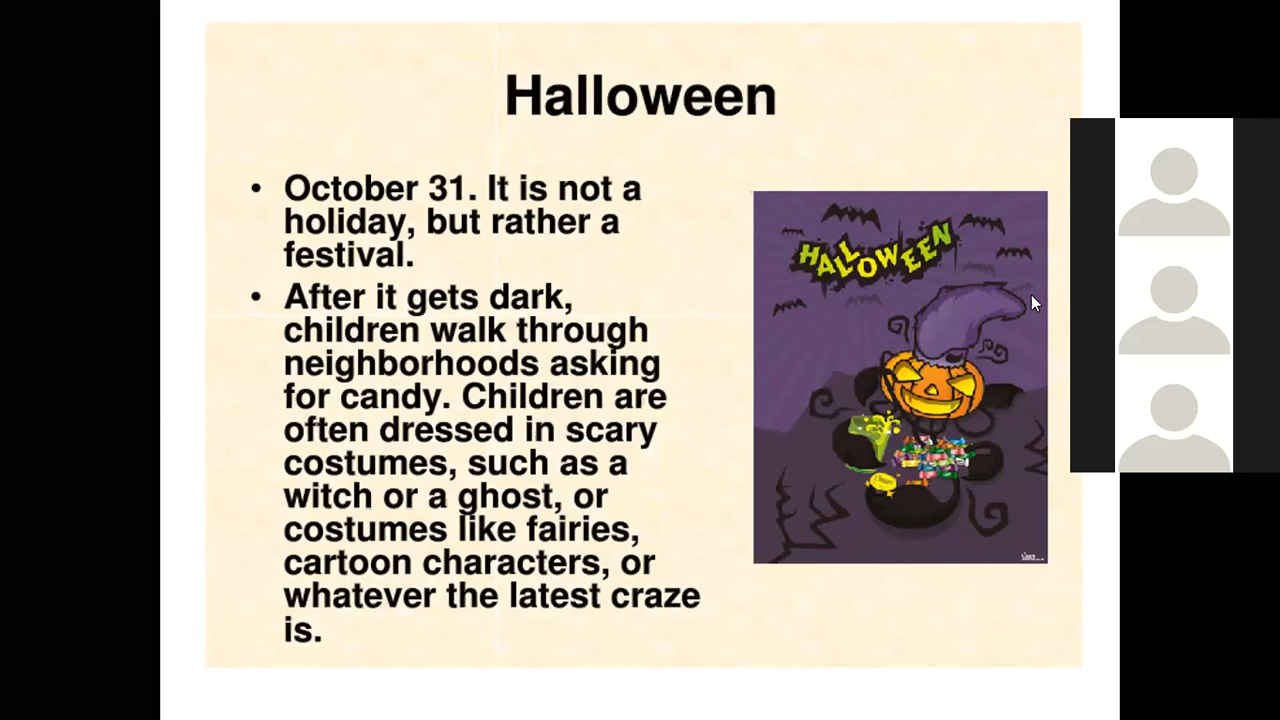 Halloween
• October 31. It is not a
holiday, but rather a
festival.
• After it gets dark,
children walk through
neighborhoods asking
for candy. Children are
often dressed in scary
costumes, such as a
witch or a ghost, or
costumes like fairies,
cartoon characters, or
whatever the latest craze
is.
HALLOWEEN